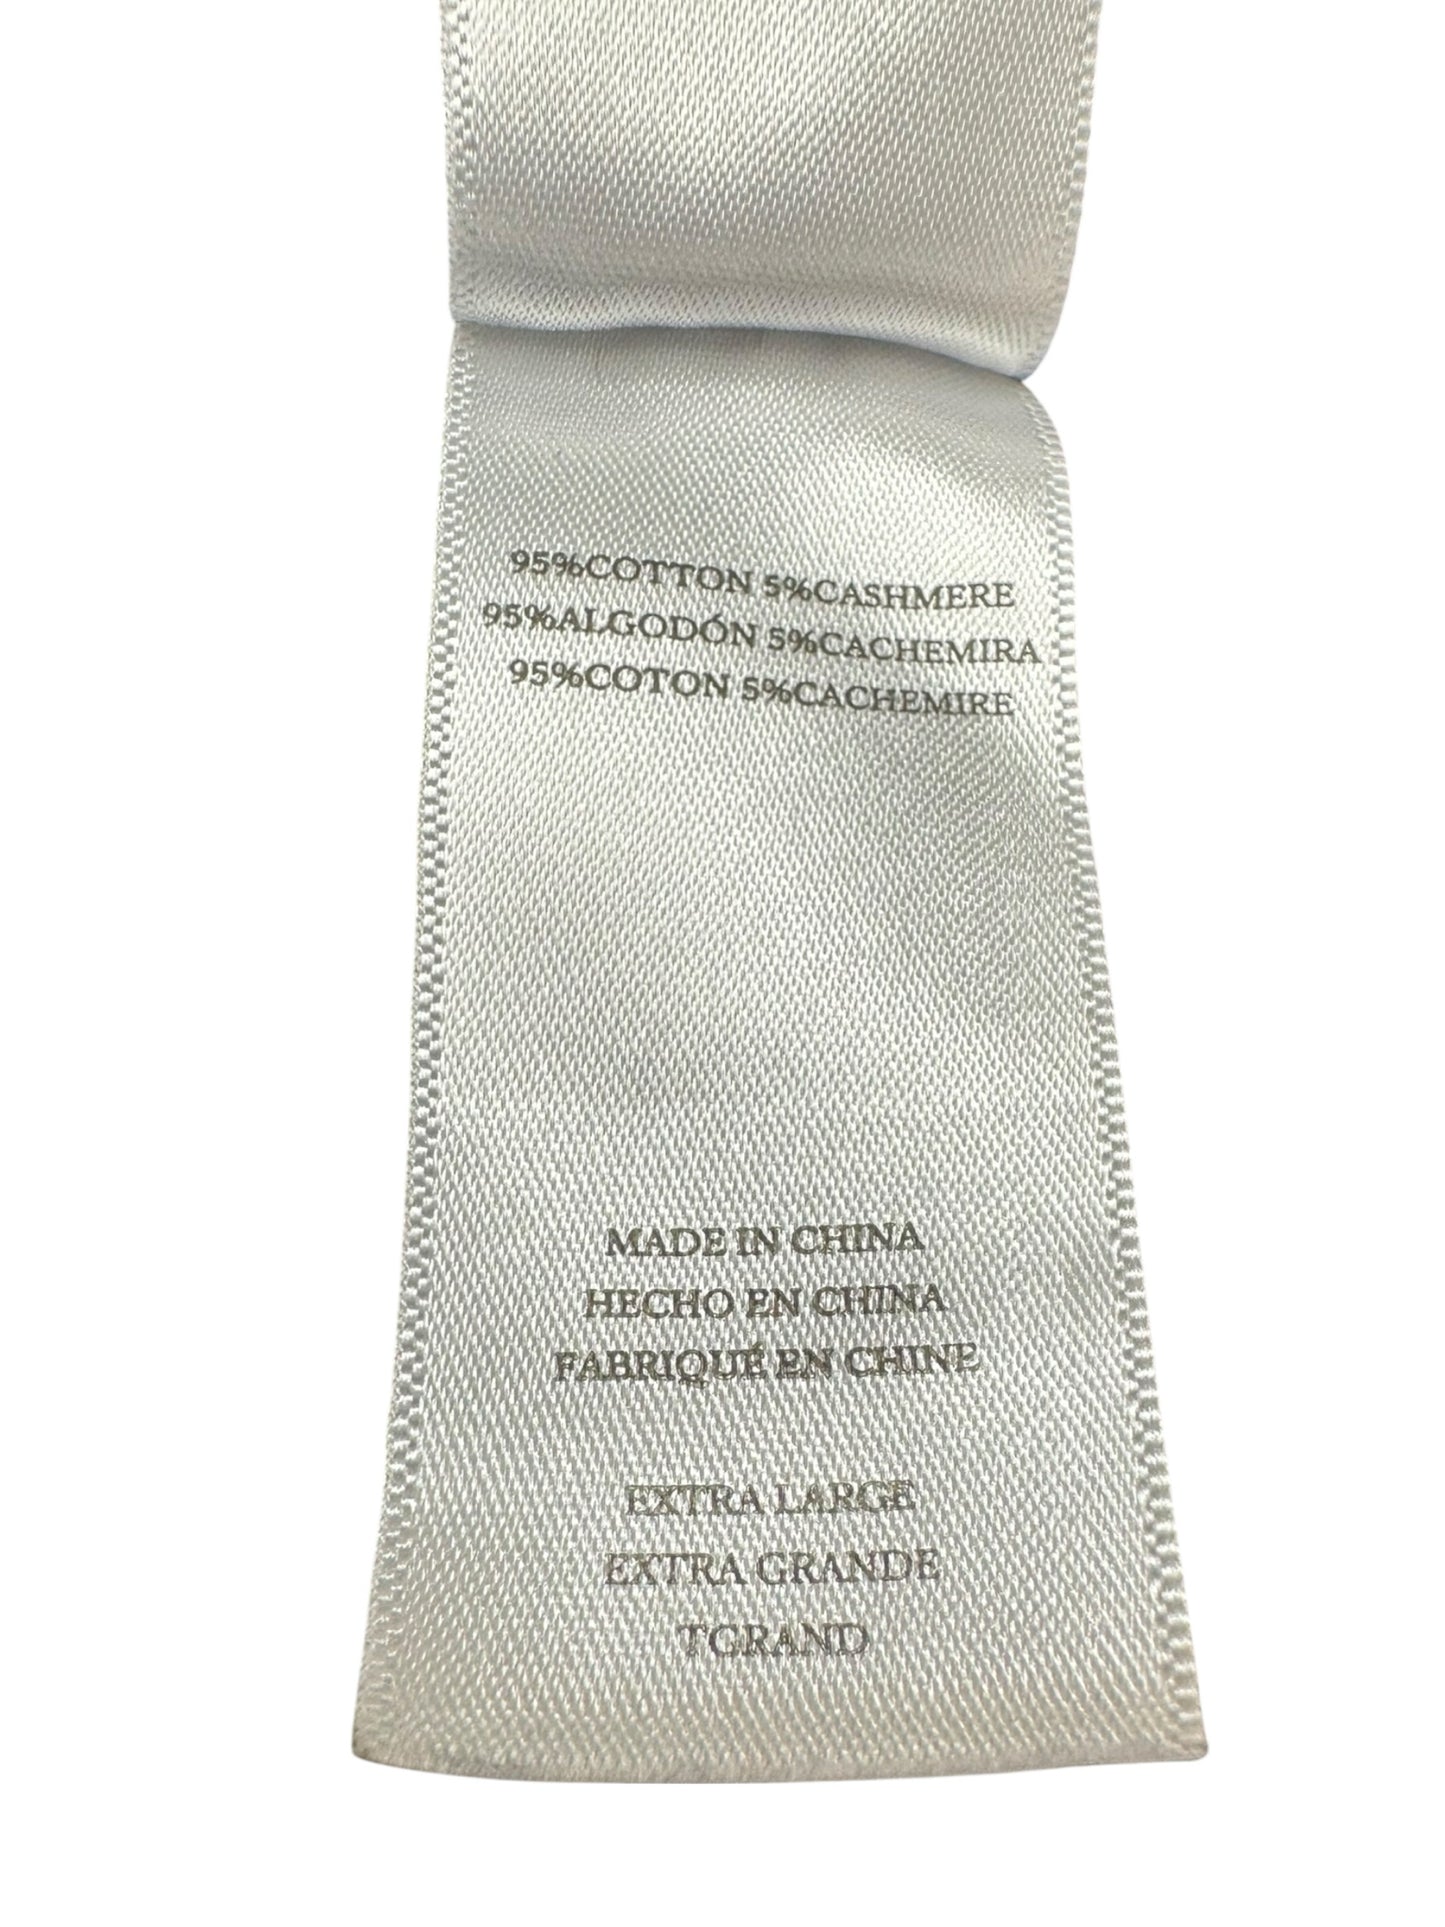 95%COTTON 5%CASHMERE
95%ALGODÓN 5%CACHEMIRA
95%COTON 5%CACHEMIRE
MADE IN CHINA
HECHO EN CHINA
FABRIQUÉ EN CHINE
EXTRA LARGE
EXTRA GRANDE
TGRAND